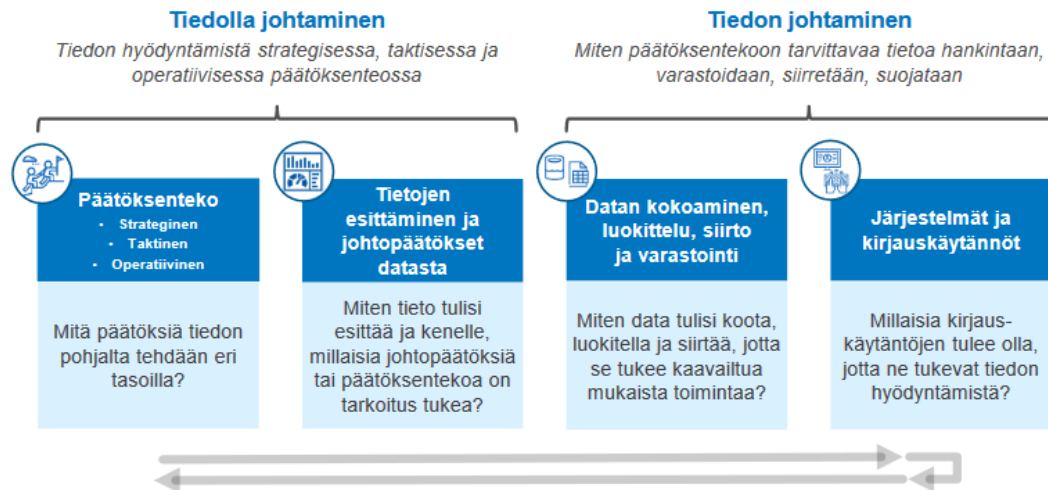 Tiedolla johtaminen
Tiedon hyödyntämistä strategisessa, taktisessa ja
operatiivisessa päätöksenteossa
Tiedon johtaminen
Miten päätöksentekoon tarvittavaa tietoa hankintaan,
varastoidaan, siirretään, suojataan
Päätöksenteko
• Strateginen
• Taktinen
• Operatiivinen
Mitä päätöksiä tiedon
pohjalta tehdään eri
tasoilla?
Tietojen
esittäminen ja
johtopäätökset
datasta
Miten tieto tulisi
esittää ja kenelle,
millaisia johtopäätöksiä
tai päätöksentekoa on
tarkoitus tukea?
Datan kokoaminen,
luokittelu, siirto
ja varastointi
Miten data tulisi koota,
luokitella ja siirtää, jotta
se tukee kaavailtua
mukaista toimintaa?
Järjestelmät ja
kirjauskäytännöt
Millaisia kirjaus-
käytäntöjen tulee olla,
jotta ne tukevat tiedon
hyödyntämistä?